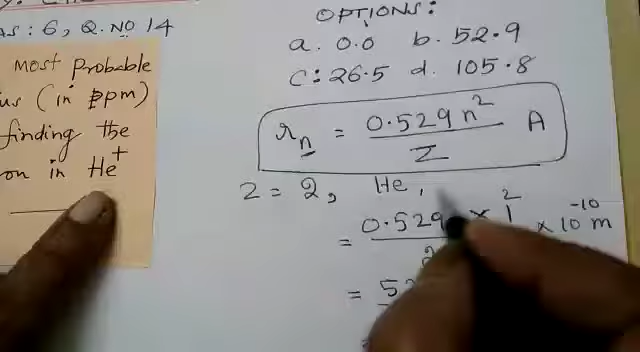 AS: 6, Q. NO 14
Most Probable
us (in ppm)
finding the
on in He+
OPTIONS:
a. 0.0 b. 52.9
C: 26.5 d. 105.8
rn = 0.529 n² / Z A
Z = 2, He,
= 0.529 × 1² / 2 × 10⁻¹⁰ m
=